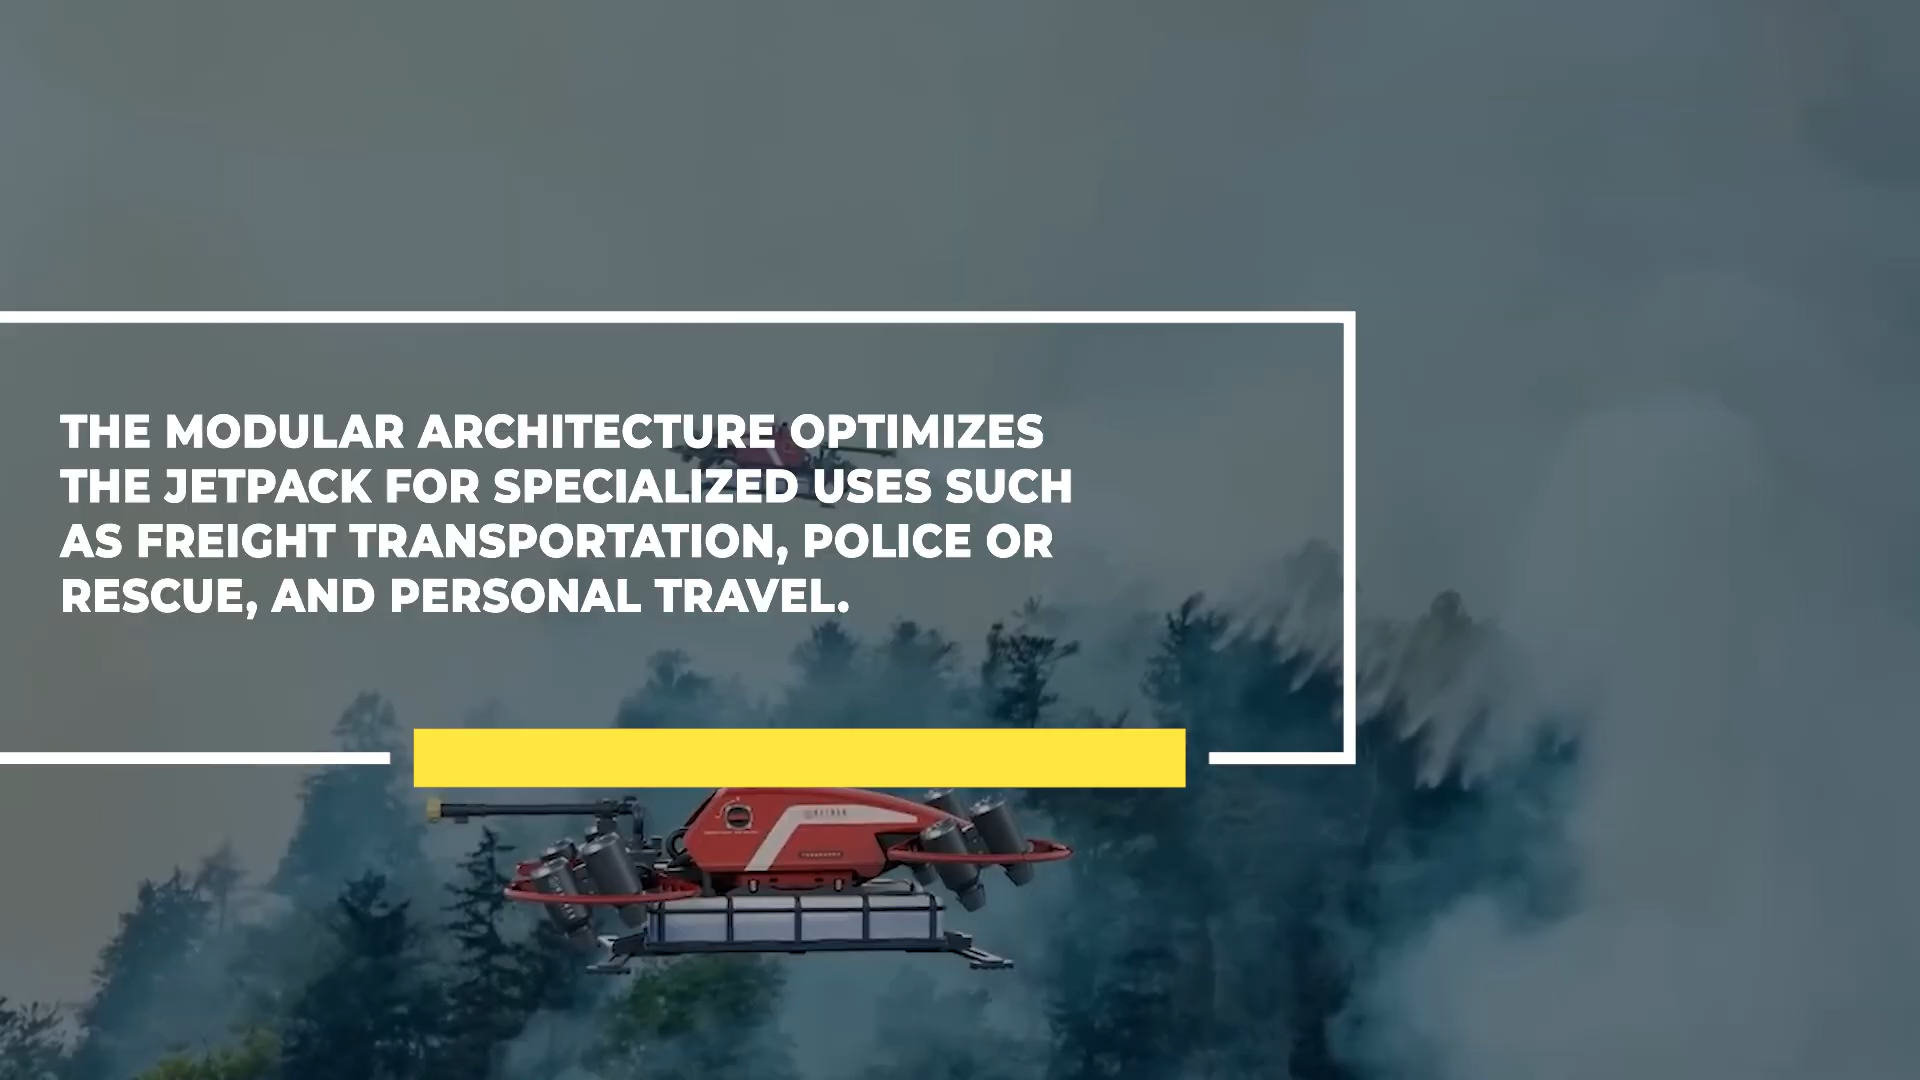 THE MODULAR ARCHITECTURE OPTIMIZES
THE JETPACK FOR SPECIALIZED USES SUCH
AS FREIGHT TRANSPORTATION, POLICE OR
RESCUE, AND PERSONAL TRAVEL.